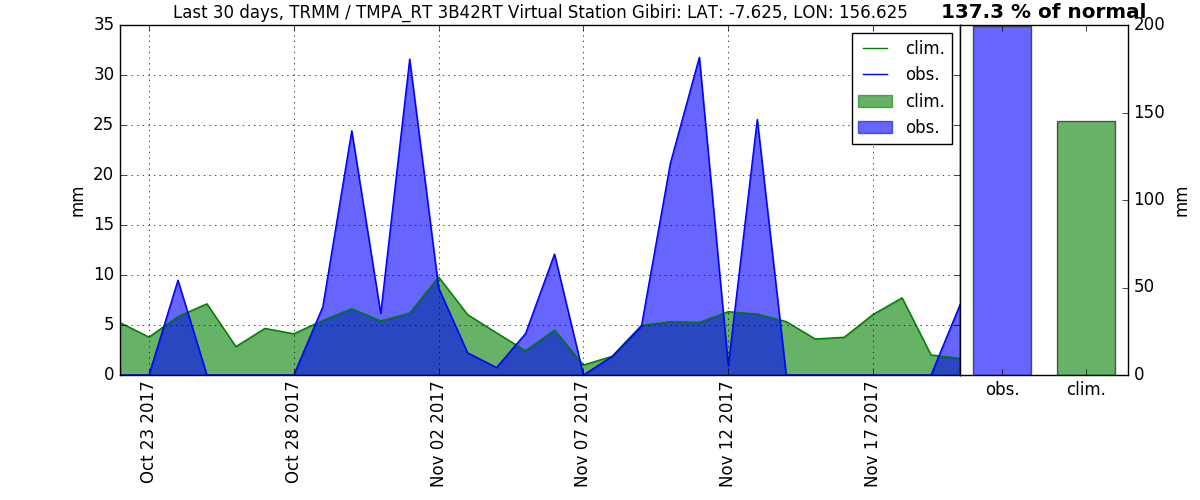 Last 30 days, TRMM / TMPA_RT 3B42RT Virtual Station Gibiri: LAT: -7.625, LON: 156.625
137.3 % of normal
35
30
25
20
15
10
5
0
mm
clim.
obs.
clim.
obs.
Oct 23 2017
Oct 28 2017
Nov 02 2017
Nov 07 2017
Nov 12 2017
Nov 17 2017
200
150
100
50
0
mm
obs.
clim.